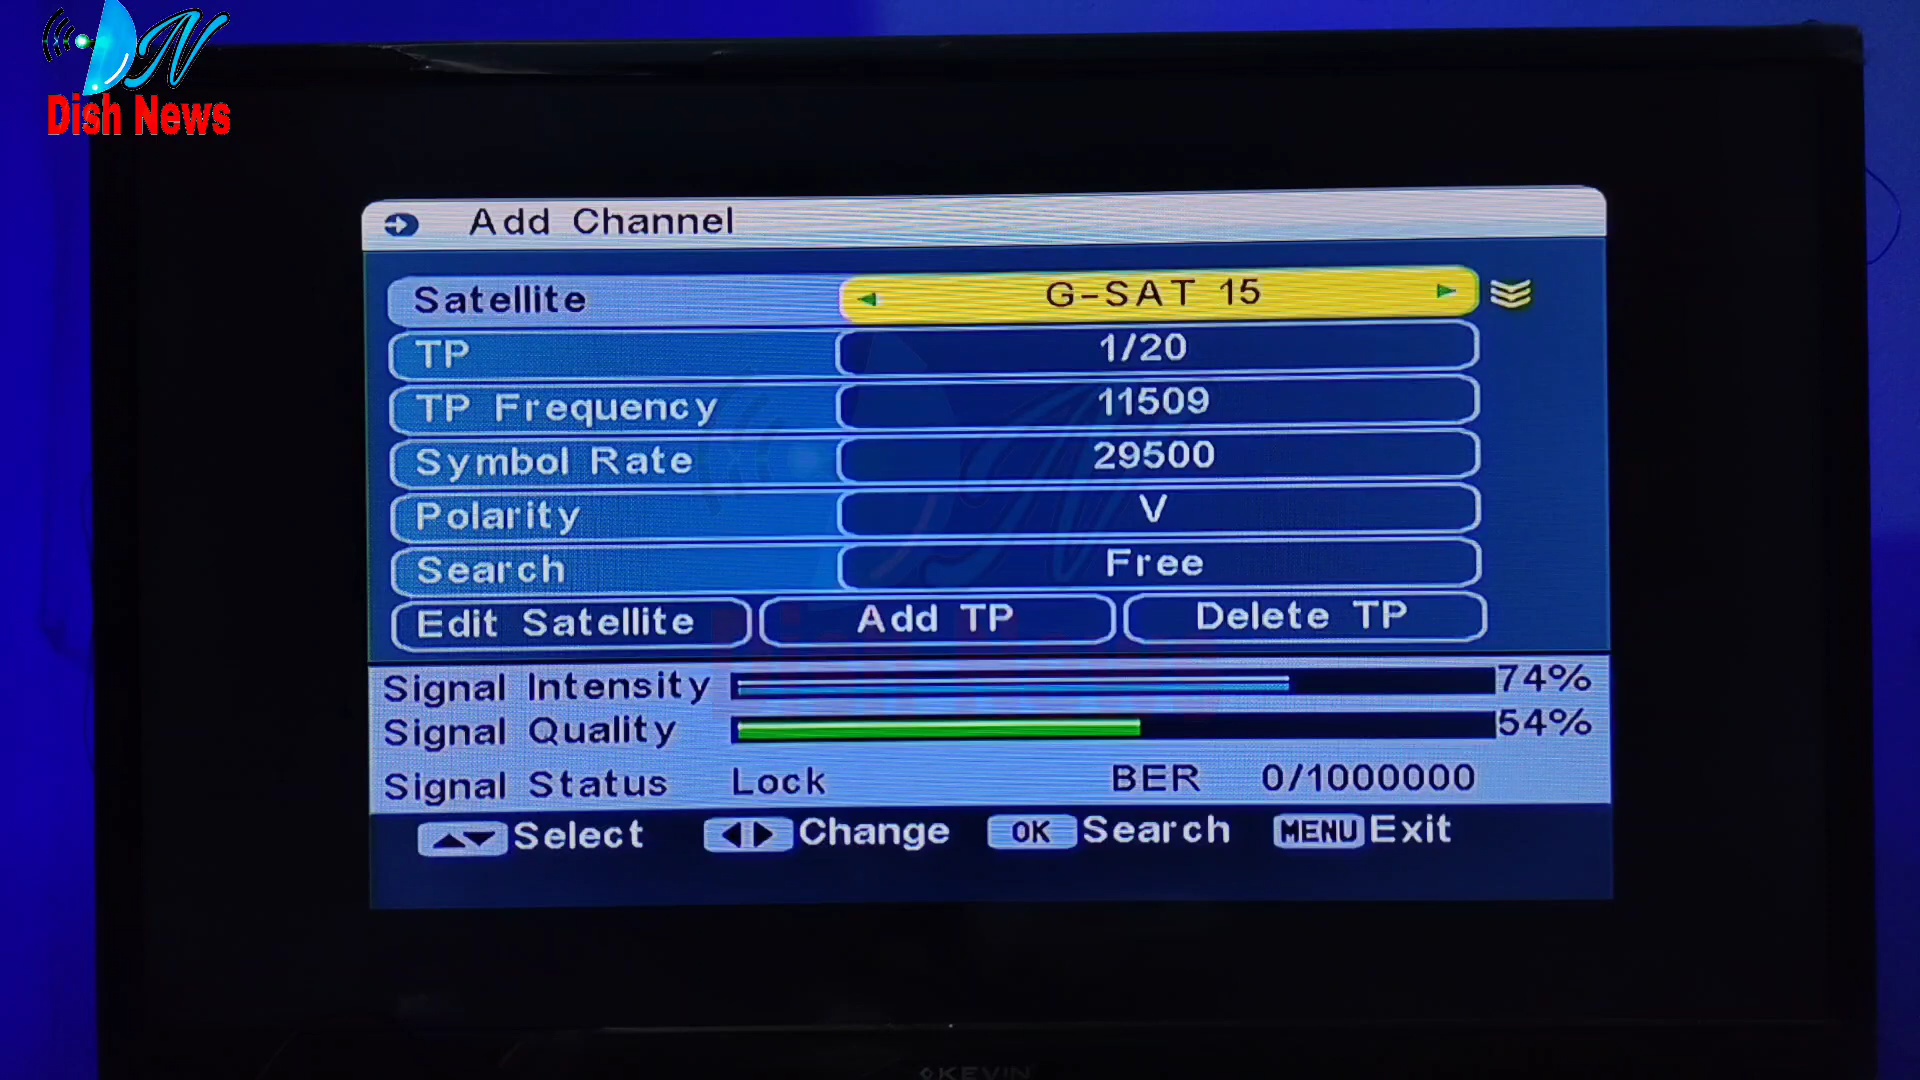 DN
Dish News
Add Channel
Satellite G-SAT 15
TP 1/20
TP Frequency 11509
Symbol Rate 29500
Polarity V
Search Free
Edit Satellite Add TP Delete TP
Signal Intensity 74%
Signal Quality 54%
Signal Status Lock BER 0/1000000
Select Change OK Search MENU Exit
KEVIN